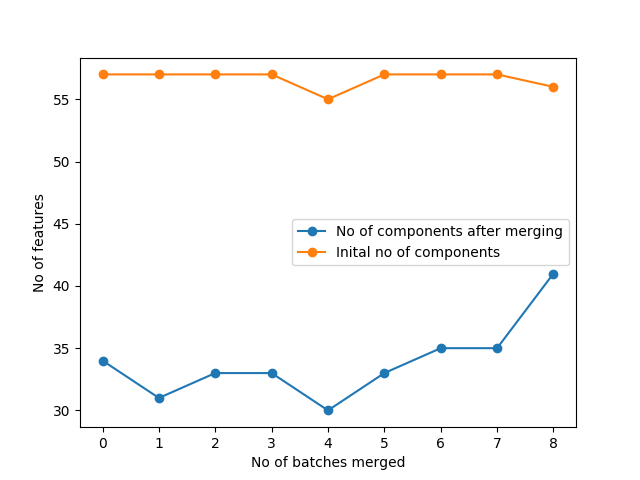 55
50
45
40
35
30
No of features
No of components after merging
Inital no of components
0 1 2 3 4 5 6 7 8
No of batches merged